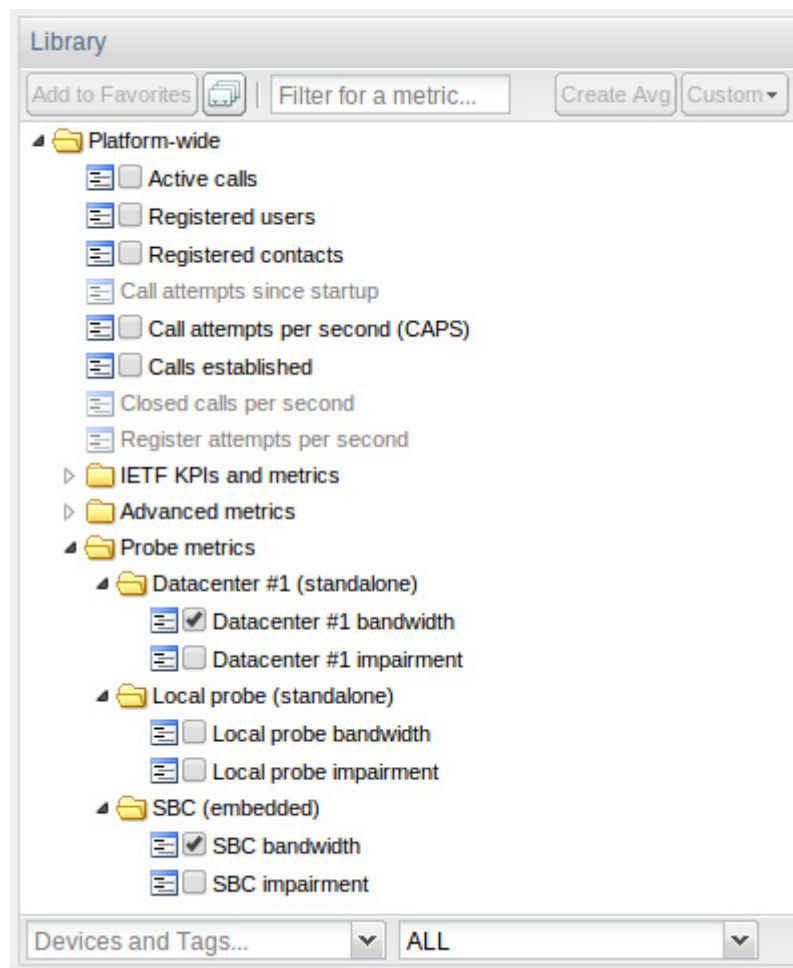 Library
Add to Favorites | Filter for a metric... Create Avg Custom
Platform-wide
Active calls
Registered users
Registered contacts
Call attempts since startup
Call attempts per second (CAPS)
Calls established
Closed calls per second
Register attempts per second
IETF KPIs and metrics
Advanced metrics
Probe metrics
Datacenter #1 (standalone)
Datacenter #1 bandwidth
Datacenter #1 impairment
Local probe (standalone)
Local probe bandwidth
Local probe impairment
SBC (embedded)
SBC bandwidth
SBC impairment
Devices and Tags... ALL